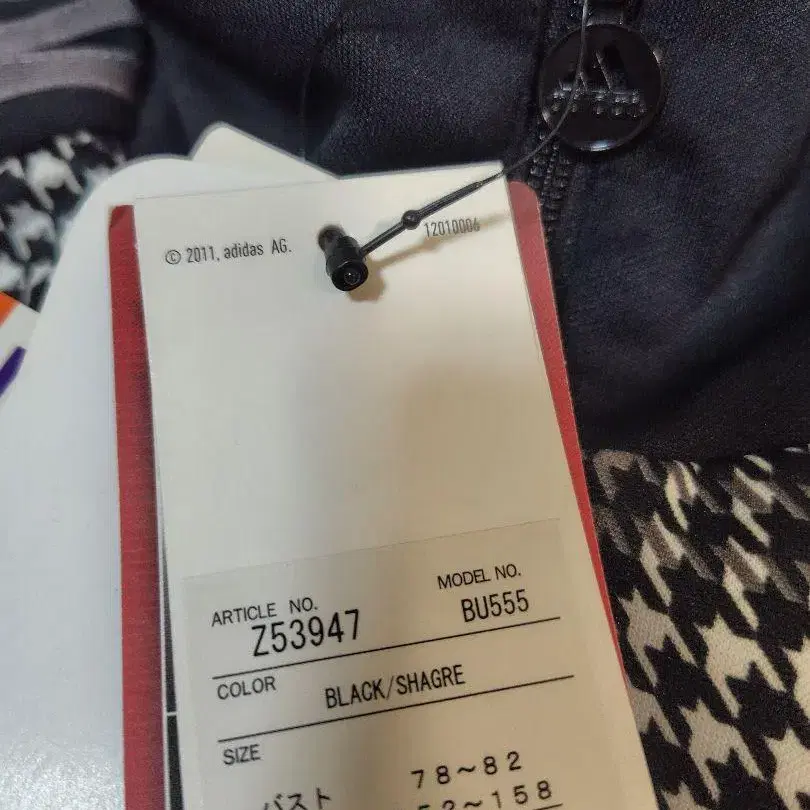 © 2011, adidas AG.
12010006
ARTICLE NO.
MODEL NO.
Z53947
BU555
COLOR
BLACK/SHAGRE
SIZE
バスト
78~82
158